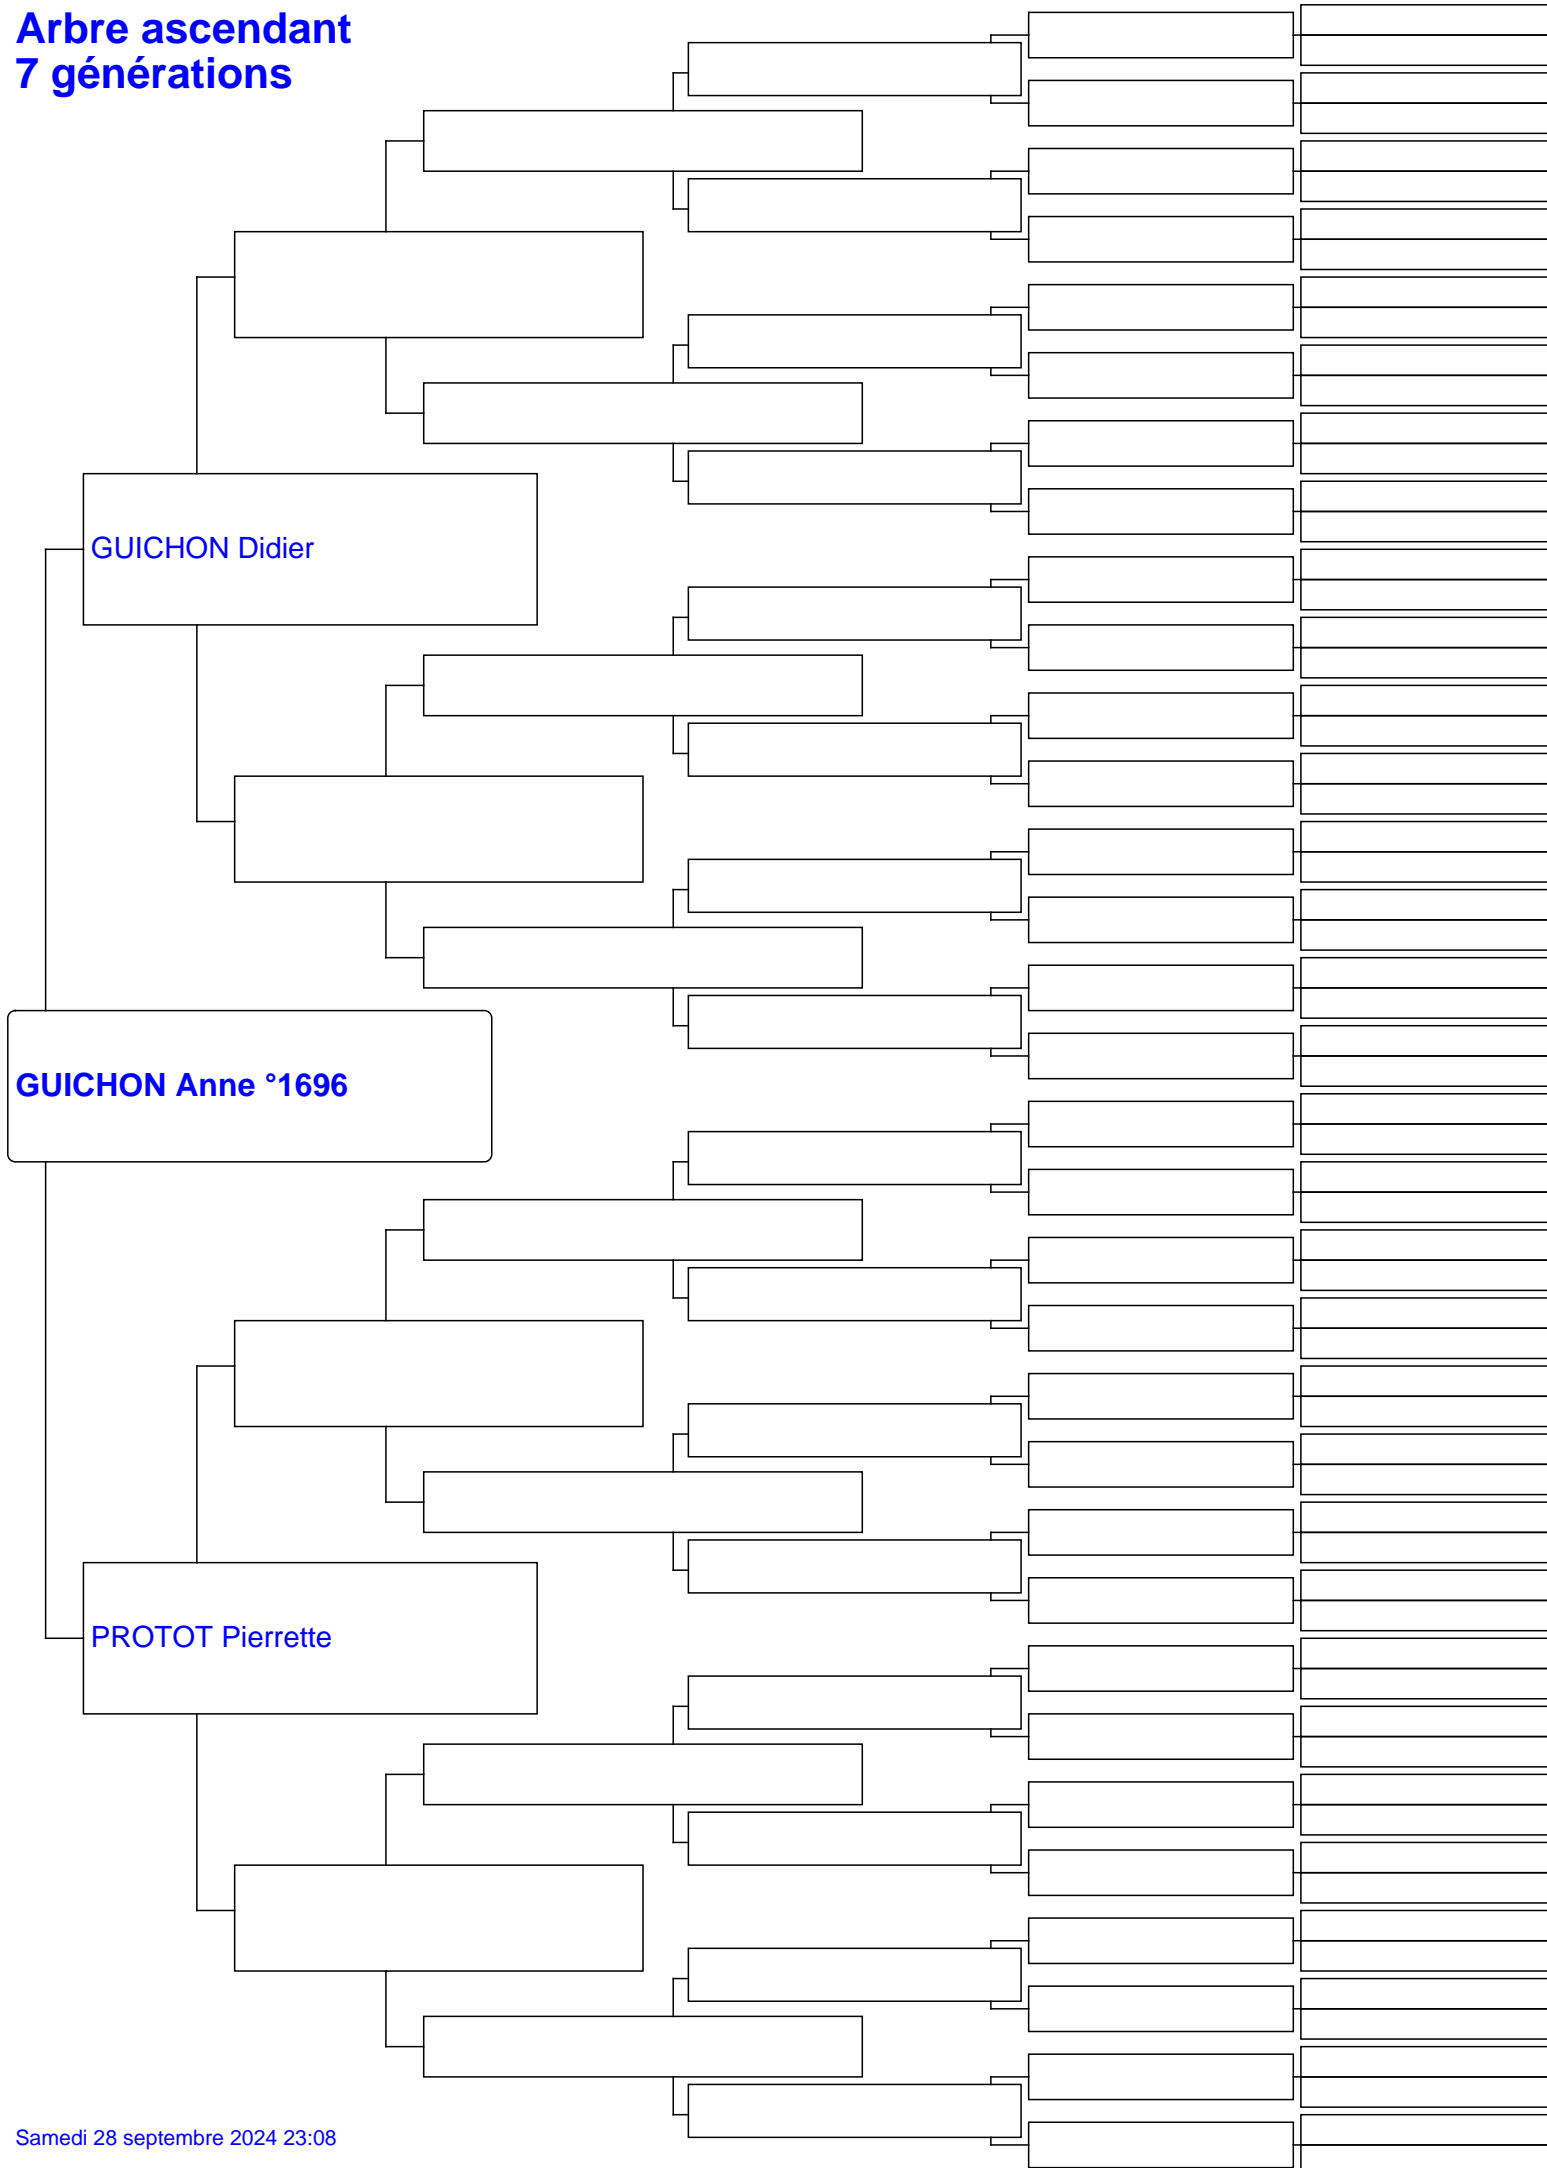 Arbre ascendant
7 générations
GUICHON Didier
GUICHON Anne °1696
PROTOT Pierrette
Samedi 28 septembre 2024 23:08